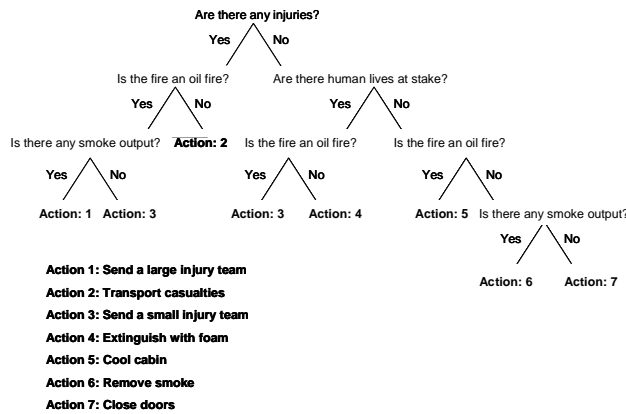 Are there any injuries?
Yes No
Is the fire an oil fire? Are there human lives at stake?
Yes No Yes No
Is there any smoke output? Action: 2 Is the fire an oil fire? Is the fire an oil fire?
Yes No Yes No Yes No
Action: 1 Action: 3 Action: 3 Action: 4 Action: 5 Is there any smoke output?
Yes No
Action: 6 Action: 7
Action 1: Send a large injury team
Action 2: Transport casualties
Action 3: Send a small injury team
Action 4: Extinguish with foam
Action 5: Cool cabin
Action 6: Remove smoke
Action 7: Close doors